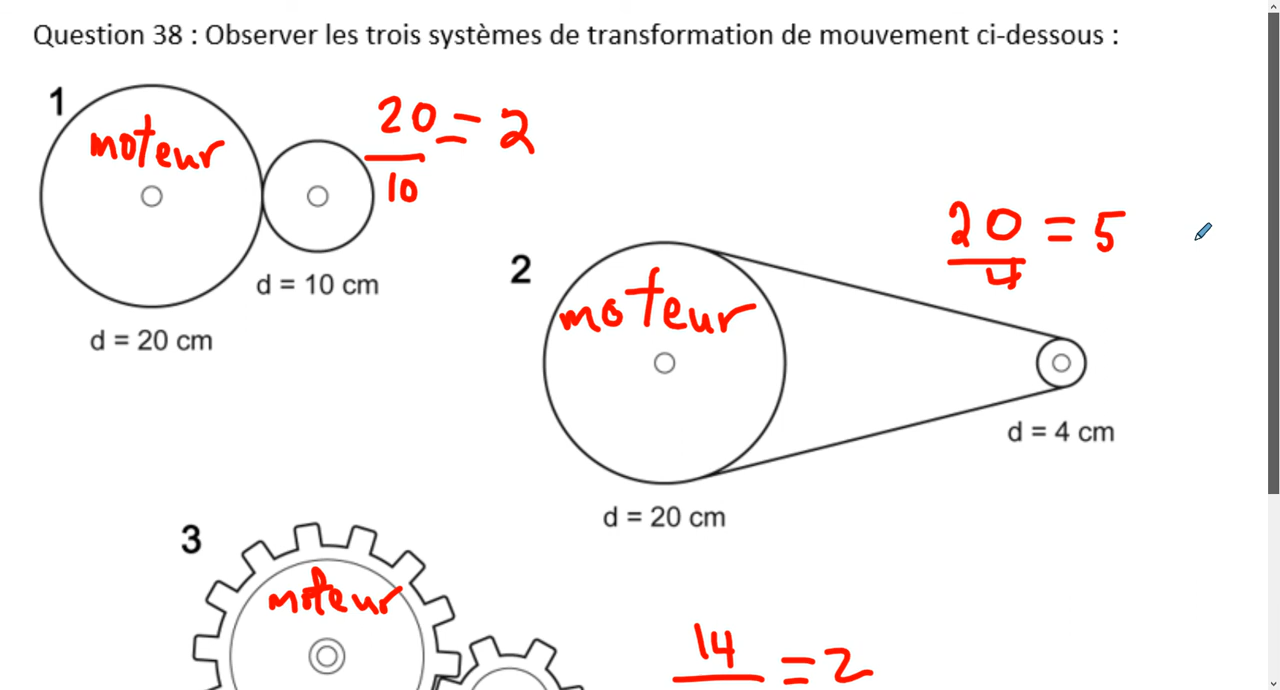 Question 38 : Observer les trois systèmes de transformation de mouvement ci-dessous :
1
moteur
20 = 2
10
d = 10 cm
d = 20 cm
2
moteur
20 = 5
4
d = 4 cm
d = 20 cm
3
moteur
14 = 2